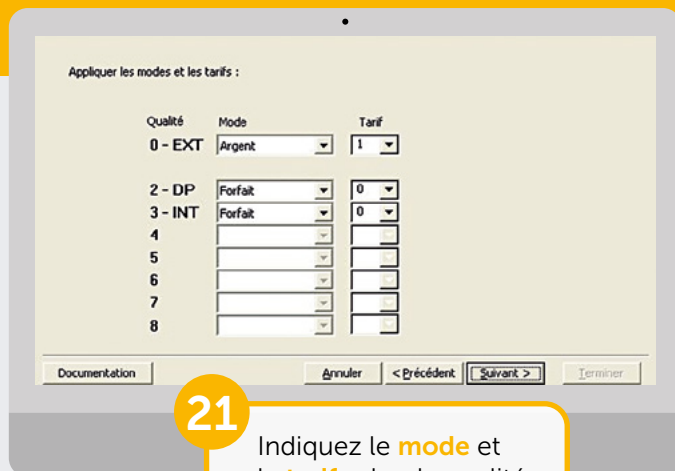 Appliquer les modes et les tarifs :
Qualité Mode Tarif
0 - EXT Argent 1
2 - DP Forfait 0
3 - INT Forfait 0
4
5
6
7
8
Documentation Annuler < Précédent Suivant > Terminer
21
Indiquez le mode et